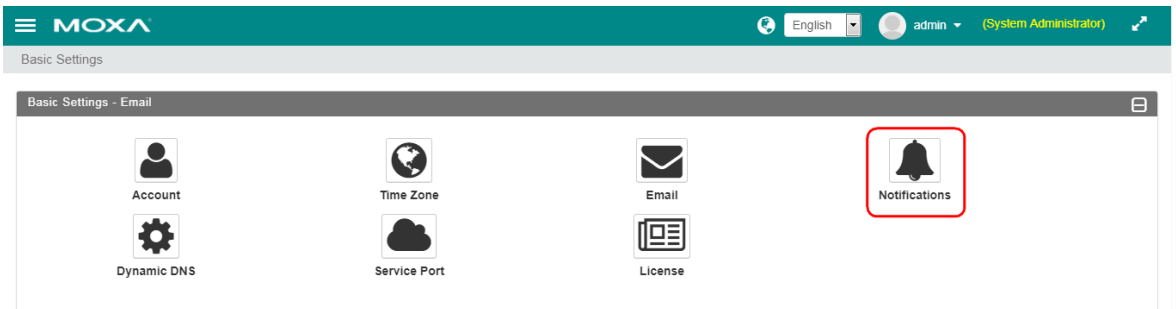 MOXA English admin (System Administrator)
Basic Settings
Basic Settings - Email
Account Time Zone Email Notifications
Dynamic DNS Service Port License